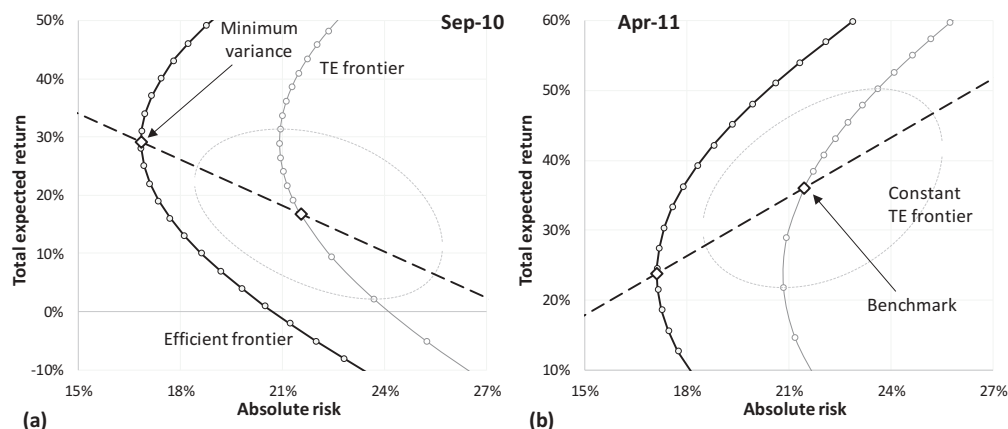 Sep-10
50%
40%
30%
20%
10%
0%
-10%
Total expected return
Minimum
variance
TE frontier
Efficient frontier
15%
18%
21%
24%
27%
Absolute risk
(a)
Apr-11
60%
50%
40%
30%
20%
10%
Total expected return
Constant
TE frontier
Benchmark
15%
18%
21%
24%
27%
Absolute risk
(b)